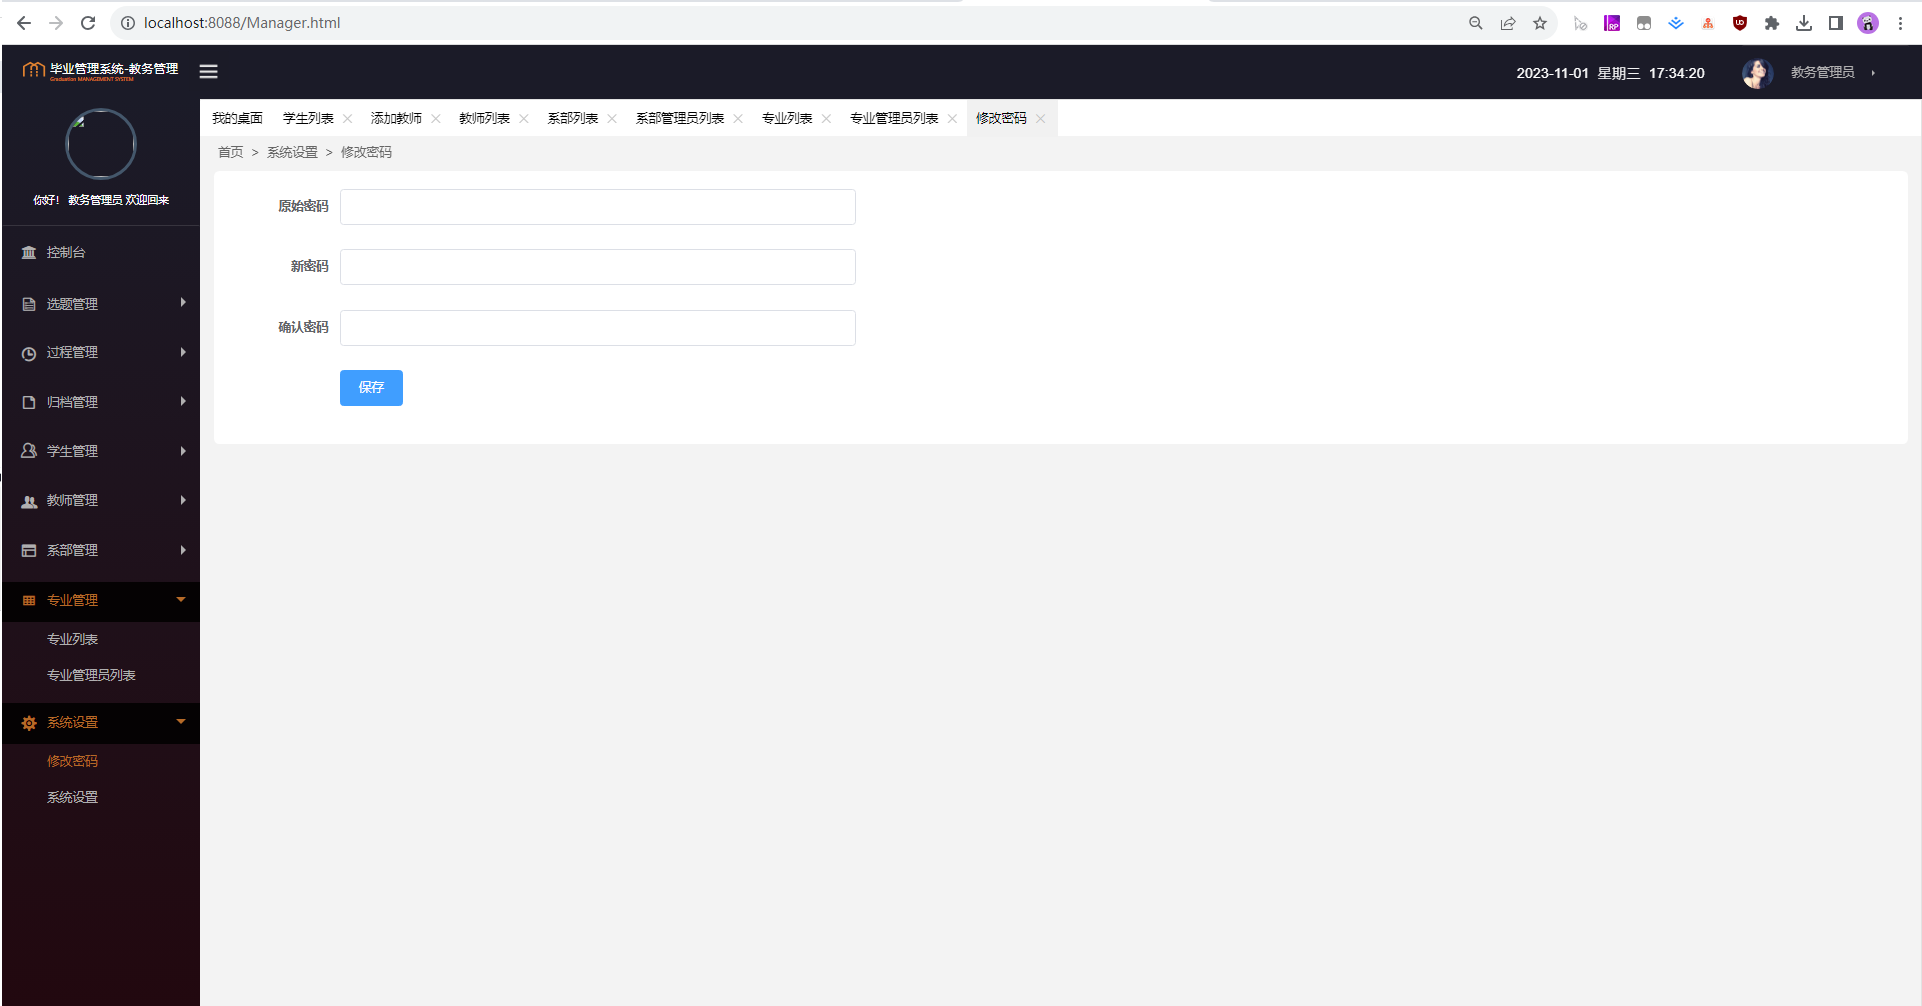 localhost:8088/Manager.html
毕业管理系统-教务管理
Graduation MANAGEMENT SYSTEM
2023-11-01 星期三 17:34:20
教务管理员
我的桌面 学生列表 添加教师 教师列表 系部列表 系部管理员列表 专业列表 专业管理员列表 修改密码
首页 > 系统设置 > 修改密码
你好！ 教务管理员 欢迎回来
控制台
选题管理
过程管理
归档管理
学生管理
教师管理
系部管理
专业管理
专业列表
专业管理员列表
系统设置
修改密码
系统设置
原始密码
新密码
确认密码
保存
RP
UD